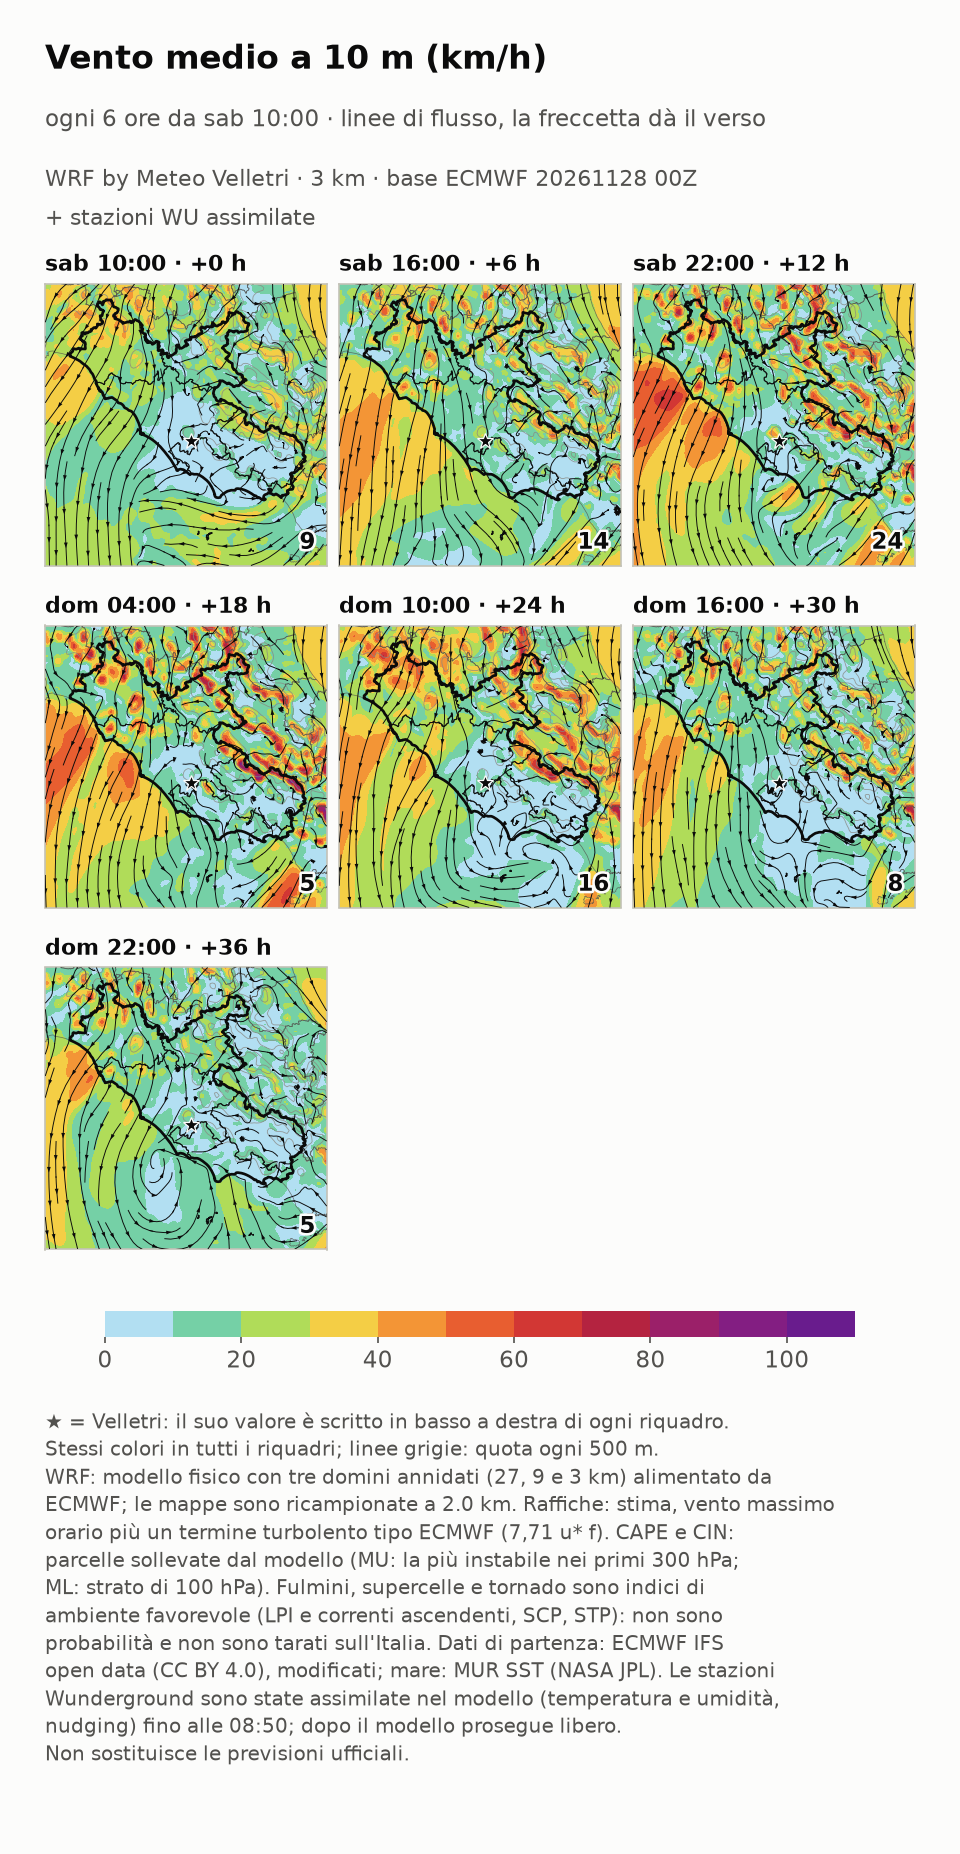 Vento medio a 10 m (km/h)
ogni 6 ore da sab 10:00 · linee di flusso, la freccetta dà il verso
WRF by Meteo Velletri · 3 km · base ECMWF 20261128 00Z
+ stazioni WU assimilate
sab 10:00 · +0 h
sab 16:00 · +6 h
sab 22:00 · +12 h
9
14
24
dom 04:00 · +18 h
dom 10:00 · +24 h
dom 16:00 · +30 h
5
16
8
dom 22:00 · +36 h
5
0 20 40 60 80 100
★ = Velletri: il suo valore è scritto in basso a destra di ogni riquadro.
Stessi colori in tutti i riquadri; linee grigie: quota ogni 500 m.
WRF: modello fisico con tre domini annidati (27, 9 e 3 km) alimentato da
ECMWF; le mappe sono ricampionate a 2.0 km. Raffiche: stima, vento massimo
orario più un termine turbolento tipo ECMWF (7,71 u* f). CAPE e CIN:
parcelle sollevate dal modello (MU: la più instabile nei primi 300 hPa;
ML: strato di 100 hPa). Fulmini, supercelle e tornado sono indici di
ambiente favorevole (LPI e correnti ascendenti, SCP, STP): non sono
probabilità e non sono tarati sull'Italia. Dati di partenza: ECMWF IFS
open data (CC BY 4.0), modificati; mare: MUR SST (NASA JPL). Le stazioni
Wunderground sono state assimilate nel modello (temperatura e umidità,
nudging) fino alle 08:50; dopo il modello prosegue libero.
Non sostituisce le previsioni ufficiali.